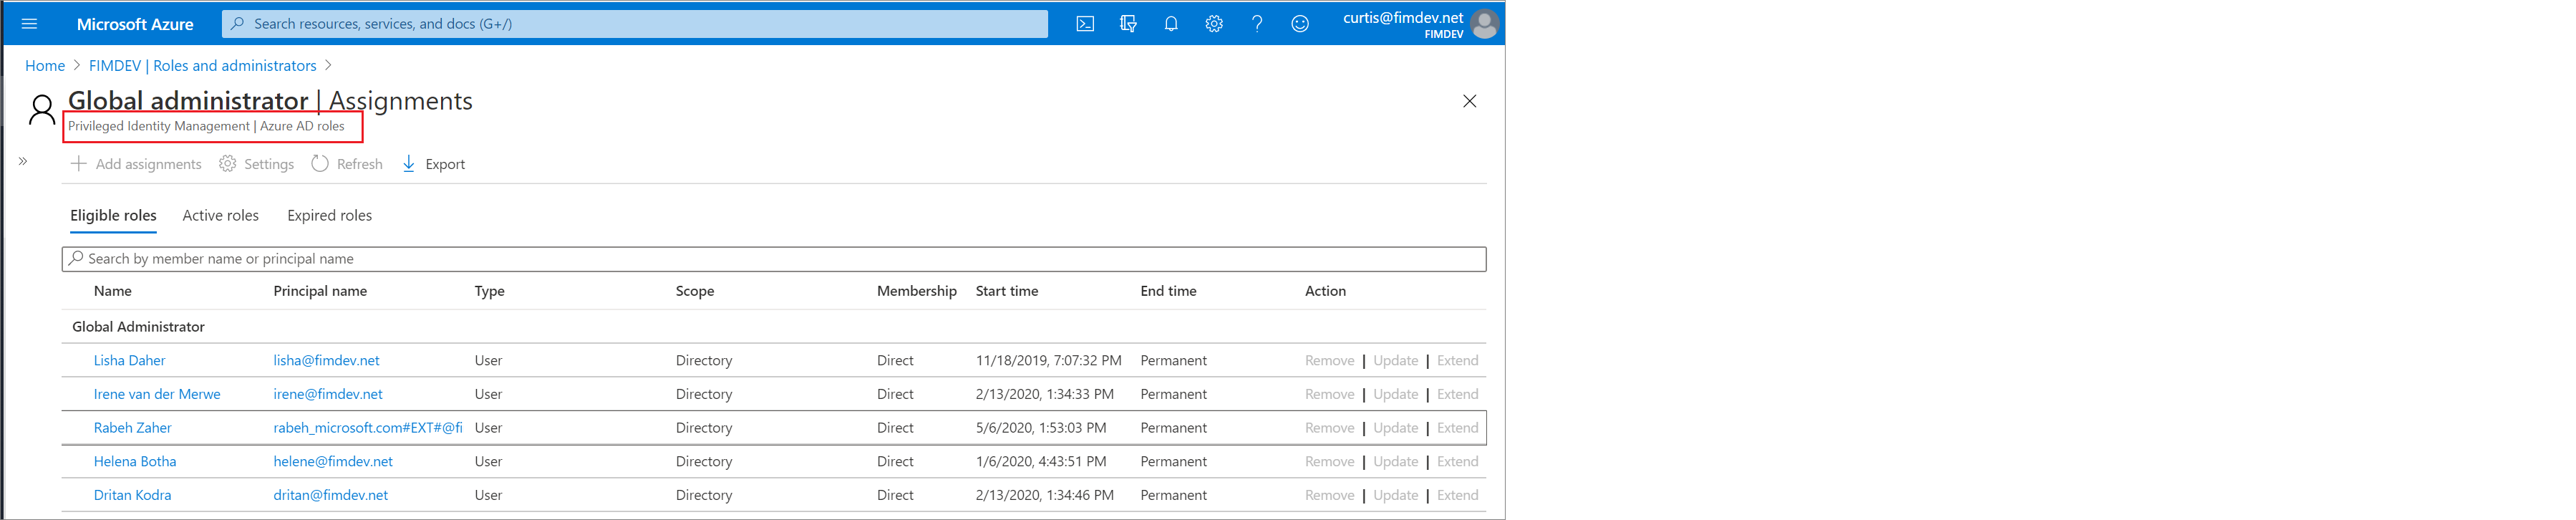 Microsoft Azure Search resources, services, and docs (G+/) curtis@fimdev.net
FIMDEV
Home > FIMDEV | Roles and administrators >
Global administrator | Assignments
Privileged Identity Management | Azure AD roles
Add assignments Settings Refresh Export
Eligible roles Active roles Expired roles
Search by member name or principal name
Name Principal name Type Scope Membership Start time End time Action
Global Administrator
Lisha Daher lisha@fimdev.net User Directory Direct 11/18/2019, 7:07:32 PM Permanent Remove | Update | Extend
Irene van der Merwe irene@fimdev.net User Directory Direct 2/13/2020, 1:34:33 PM Permanent Remove | Update | Extend
Rabeh Zaher rabeh_microsoft.com#EXT#@fi User Directory Direct 5/6/2020, 1:53:03 PM Permanent Remove | Update | Extend
Helena Botha helene@fimdev.net User Directory Direct 1/6/2020, 4:43:51 PM Permanent Remove | Update | Extend
Dritan Kodra dritan@fimdev.net User Directory Direct 2/13/2020, 1:34:46 PM Permanent Remove | Update | Extend